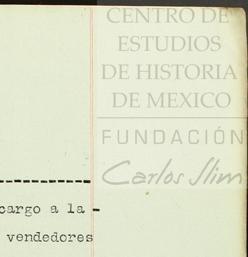 CENTRO DE
ESTUDIOS
DE HISTORIA
DE MEXICO
FUNDACIÓN
Carlos Slim
cargo a la -
vendedores